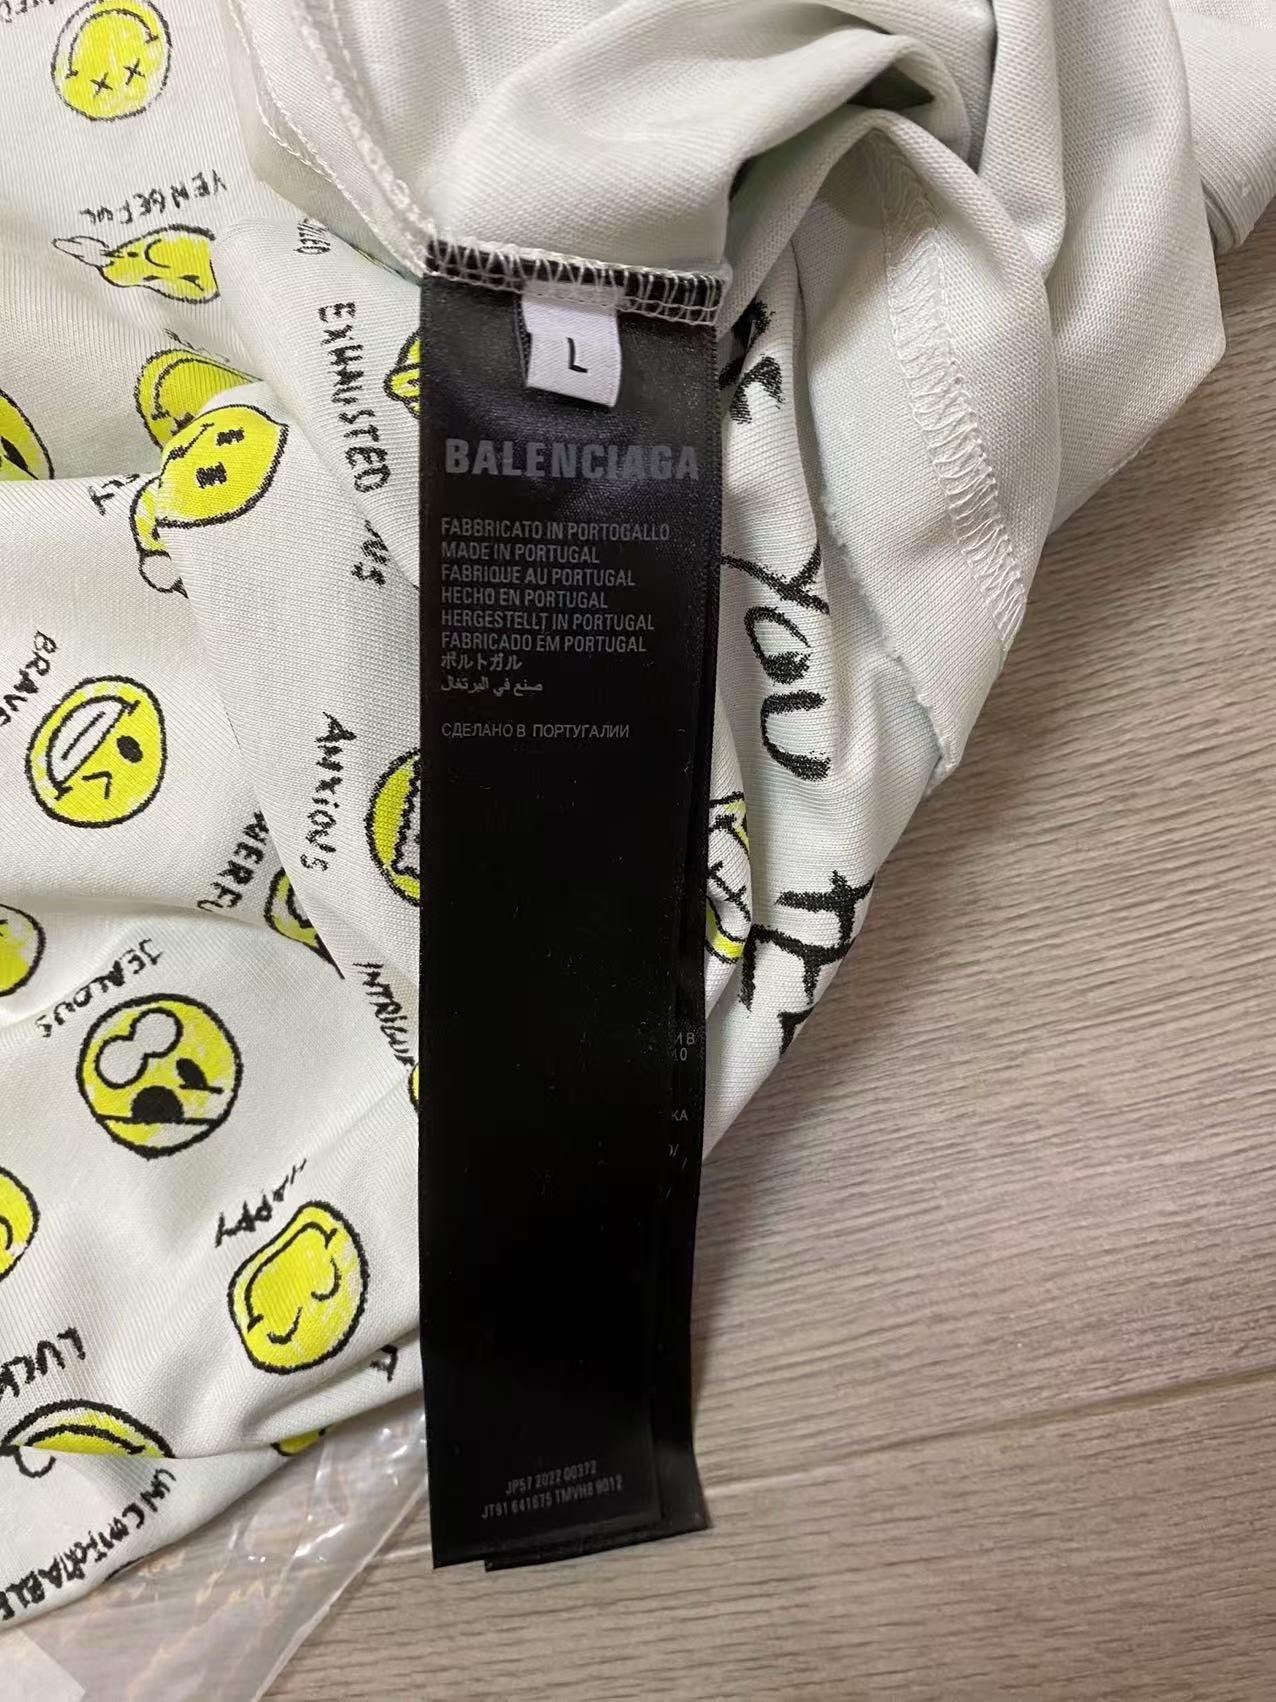 VENGEFUL
EXHAUSTED
L
BALENCIAGA
FABBRICATO IN PORTOGALLO
MADE IN PORTUGAL
FABRIQUE AU PORTUGAL
HECHO EN PORTUGAL
HERGESTELLT IN PORTUGAL
FABRICADO EM PORTUGAL
ポルトガル
صنع في البرتغال
СДЕЛАНО В ПОРТУГАЛИИ
YOU
BRAVE
ANXIOUS
JEALOUS
HAPPY
UNCOMFORTABLE
JP57 2022 00372
JT91 641675 TMVH8 9012